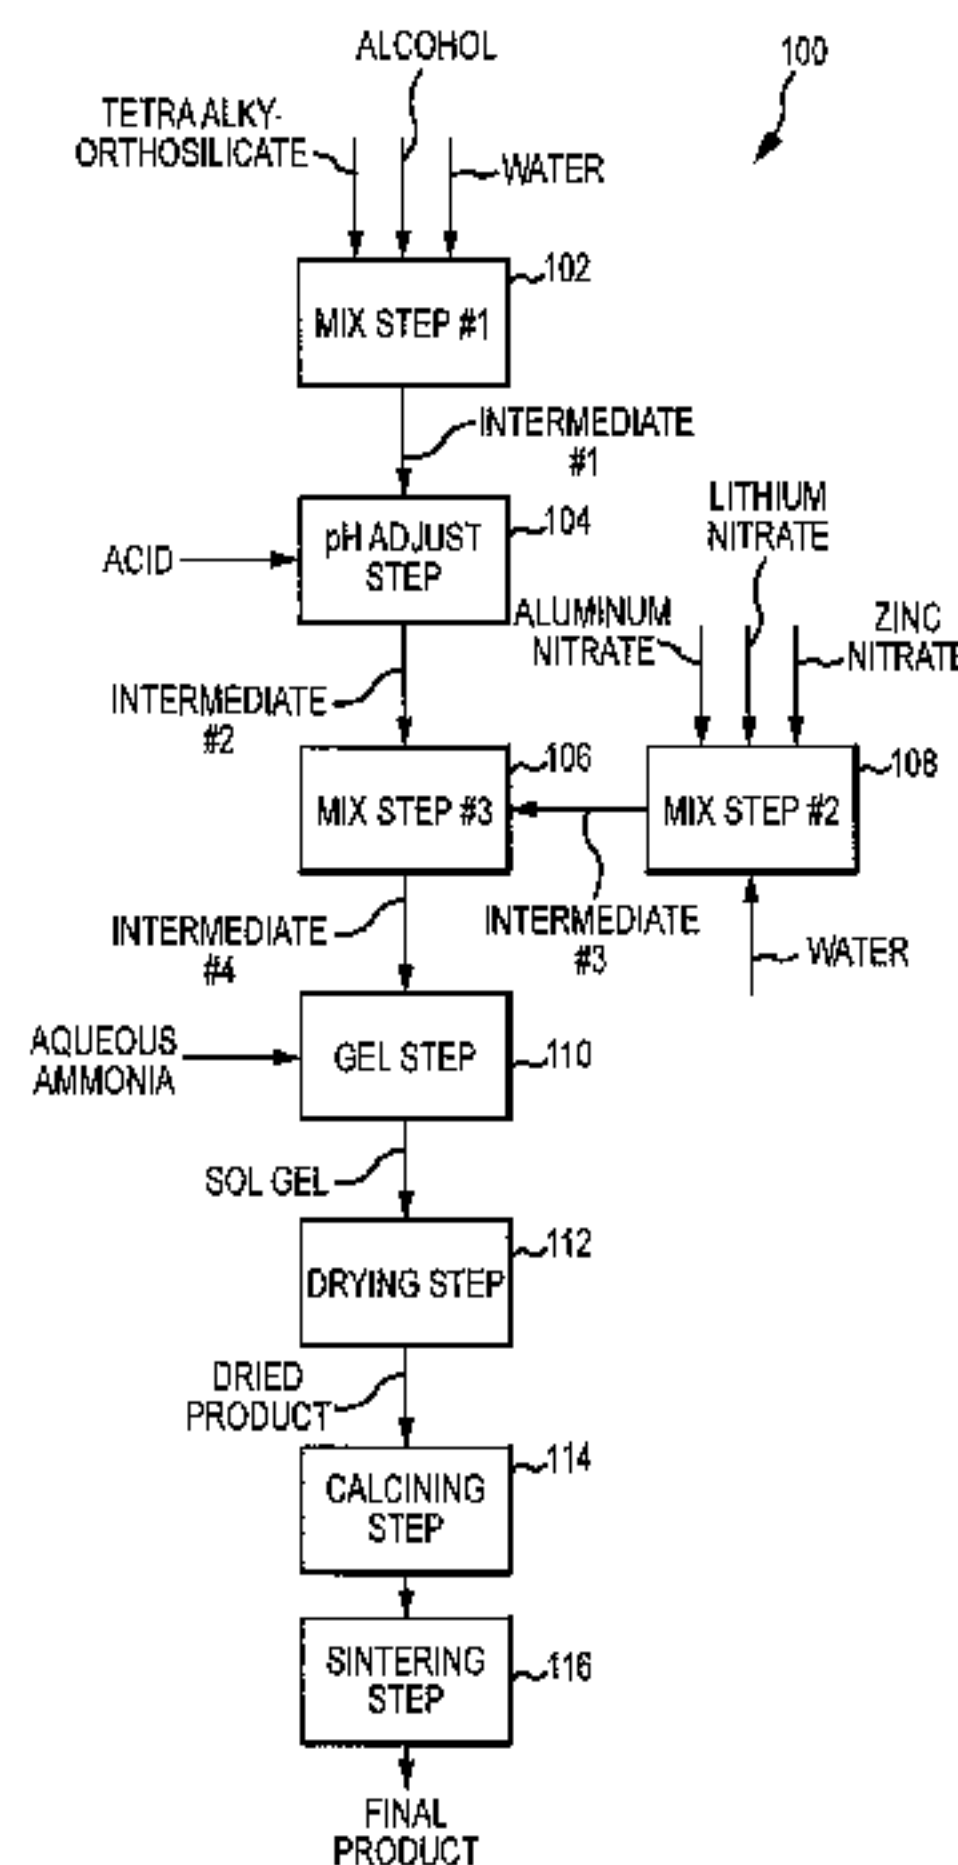 ALCOHOL
100
TETRA ALKY-
ORTHOSILICATE
WATER
102
MIX STEP #1
INTERMEDIATE
#1
LITHIUM
NITRATE
104
pH ADJUST
STEP
ACID
ALUMINUM
NITRATE
ZINC
NITRATE
INTERMEDIATE
#2
106
108
MIX STEP #3
MIX STEP #2
INTERMEDIATE
#4
INTERMEDIATE
#3
WATER
AQUEOUS
AMMONIA
GEL STEP
110
SOL GEL
112
DRYING STEP
DRIED
PRODUCT
114
CALCINING
STEP
SINTERING
STEP
116
FINAL
PRODUCT